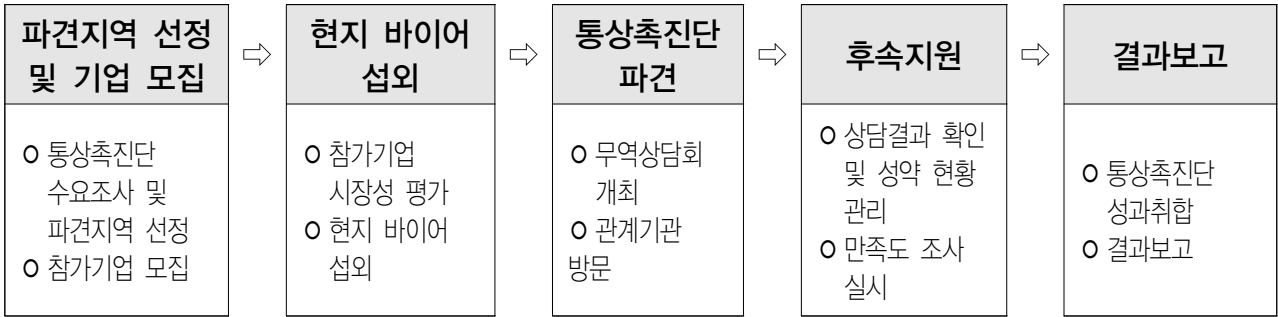 파견지역 선정
및 기업 모집
○ 통상촉진단
수요조사 및
파견지역 선정
○ 참가기업 모집
⇨
현지 바이어
섭외
○ 참가기업
시장성 평가
○ 현지 바이어
섭외
⇨
통상촉진단
파견
○ 무역상담회
개최
○ 관계기관
방문
⇨
후속지원
○ 상담결과 확인
및 성약 현황
관리
○ 만족도 조사
실시
⇨
결과보고
○ 통상촉진단
성과취합
○ 결과보고